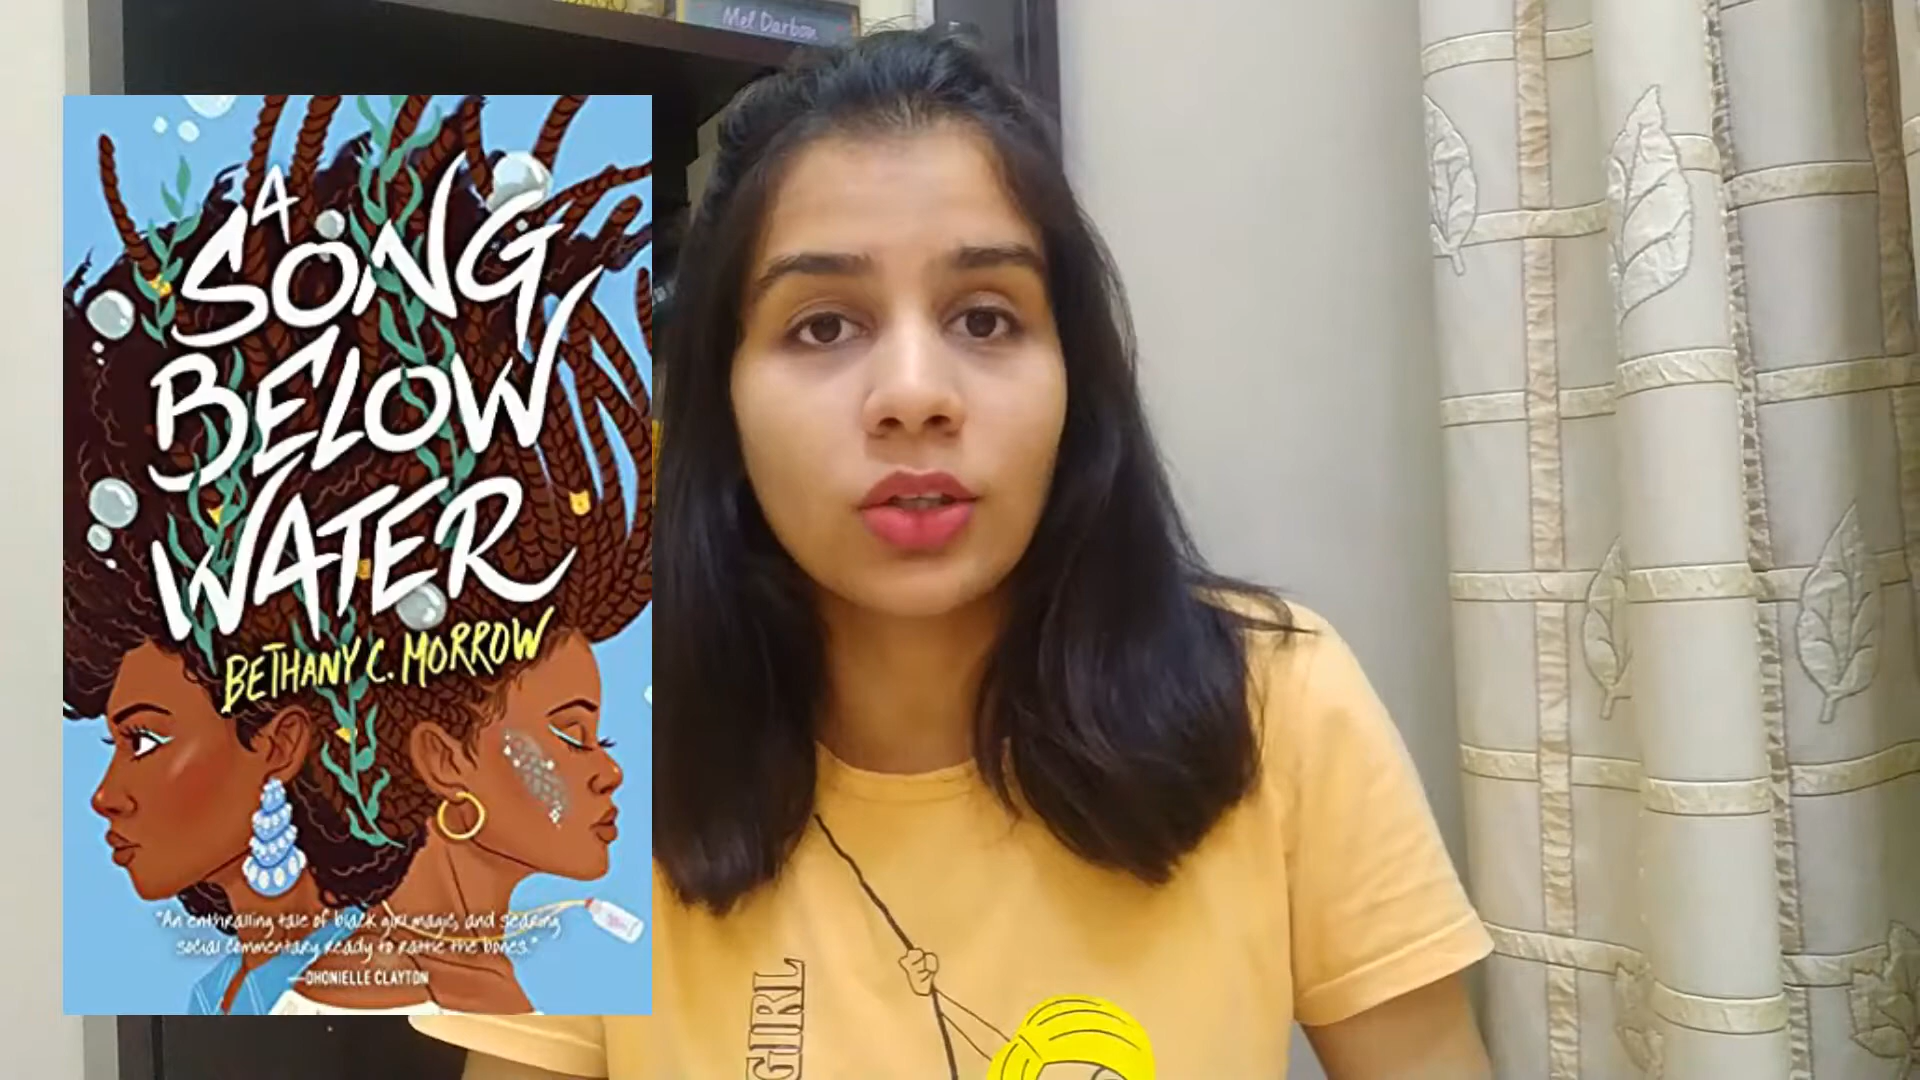 Mel Darbon
A
SONG
BELOW
WATER
BETHANY C. MORROW
"An enthralling tale of black girl magic, and searing
social commentary ready to rattle the bones."
—DHONIELLE CLAYTON
GIRL